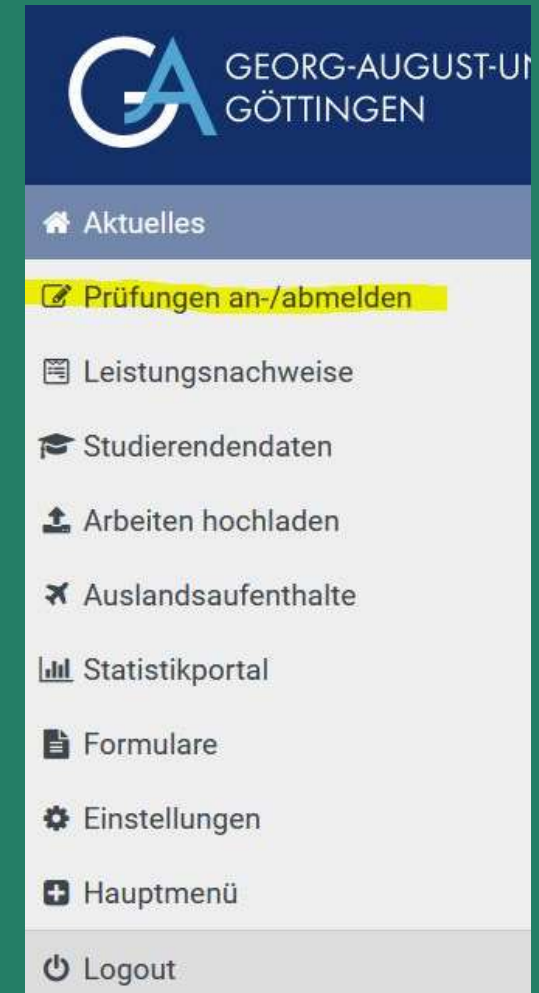 GEORG-AUGUST-UN
GÖTTINGEN
Aktuelles
Prüfungen an-/abmelden
Leistungsnachweise
Studierendendaten
Arbeiten hochladen
Auslandsaufenthalte
Statistikportal
Formulare
Einstellungen
Hauptmenü
Logout